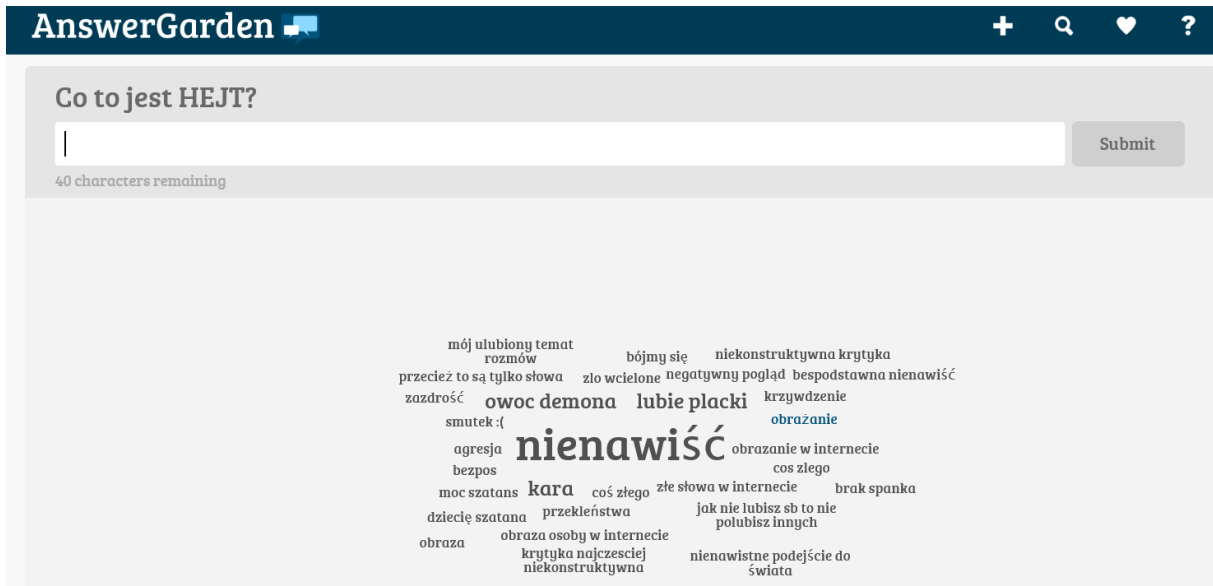 AnswerGarden
Co to jest HEJT?
Submit
40 characters remaining
mój ulubiony temat
rozmów
bójmy się
niekonstruktywna krytyka
przecież to są tylko słowa
zlo wcielone
negatywny pogląd
bespodstawna nienawiść
zazdrość
owoc demona
lubie placki
krzywdzenie
smutek :(
obrażanie
agresja
nienawiść
obrazanie w internecie
bezpos
cos zlego
moc szatans
kara
coś złego
złe słowa w internecie
brak spanka
dziecię szatana
przekleństwa
jak nie lubisz sb to nie
polubisz innych
obraza
obraza osoby w internecie
krytyka najczesciej
niekonstruktywna
nienawistne podejście do
świata